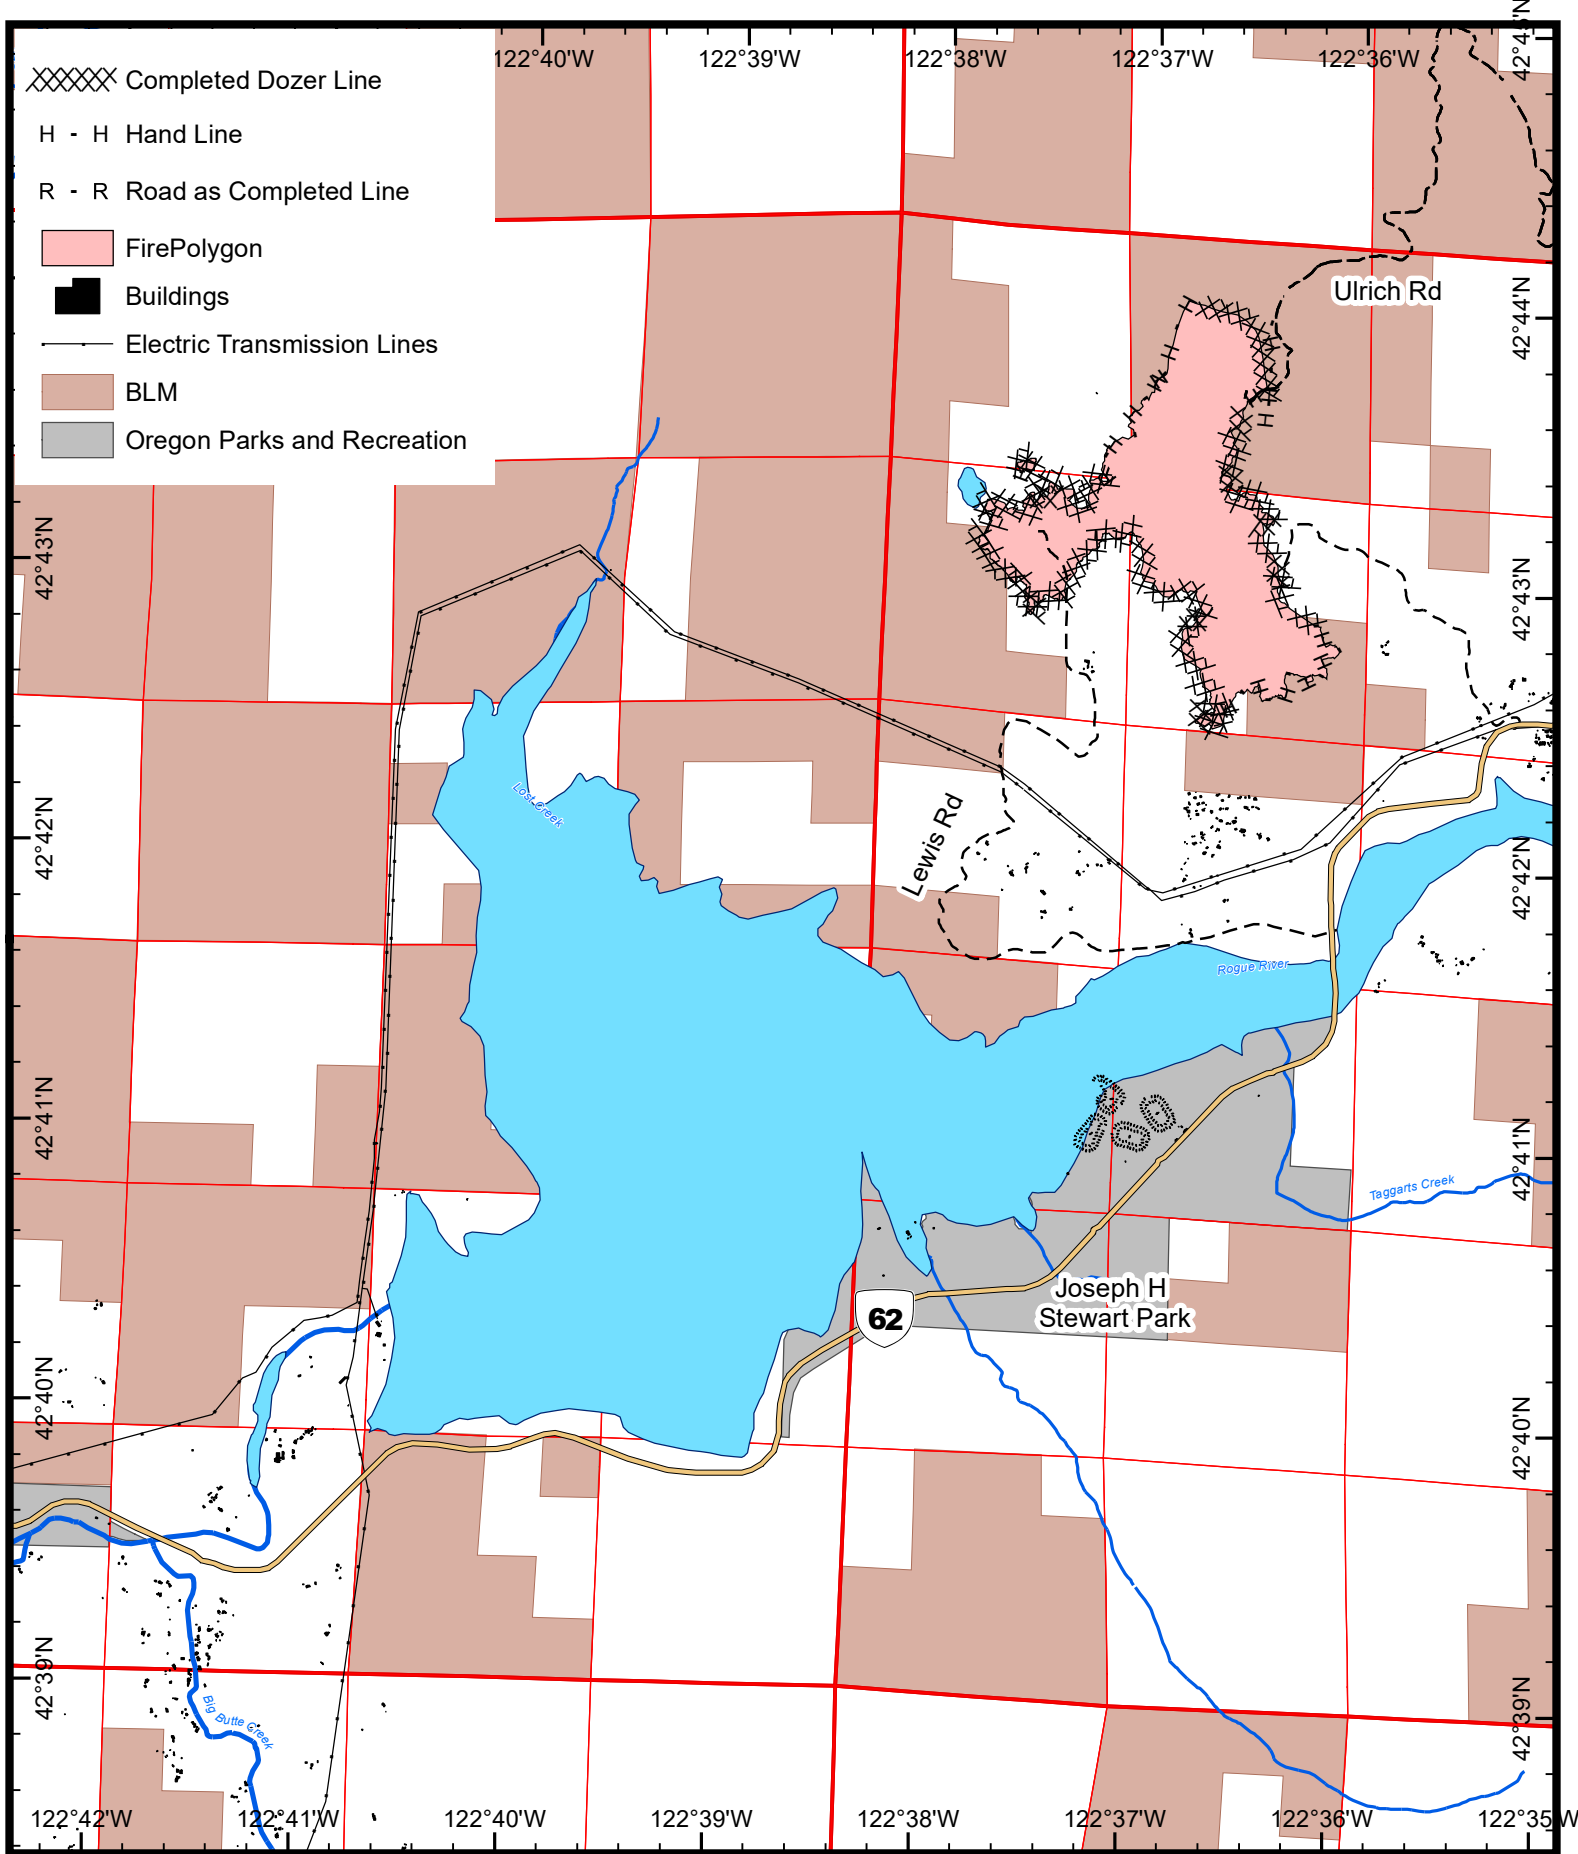 122°40'W
122°39'W
122°38'W
122°37'W
122°36'W
Completed Dozer Line
H - H Hand Line
R - R Road as Completed Line
FirePolygon
Buildings
Electric Transmission Lines
BLM
Oregon Parks and Recreation
Ulrich Rd
42°44'N
42°43'N
42°43'N
Lost Creek
42°42'N
Lewis Rd
42°42'N
Rogue River
42°41'N
42°41'N
Taggarts Creek
Joseph H
Stewart Park
62
42°40'N
42°40'N
42°39'N
42°39'N
Big Butte Creek
122°42'W
122°41'W
122°40'W
122°39'W
122°38'W
122°37'W
122°36'W
122°35'W